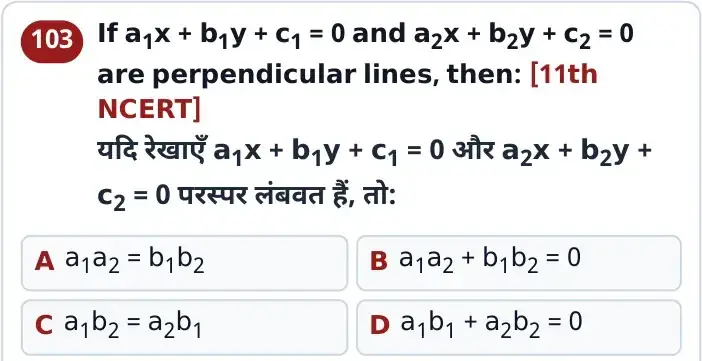 103 If a₁x + b₁y + c₁ = 0 and a₂x + b₂y + c₂ = 0
are perpendicular lines, then: [11th
NCERT]
यदि रेखाएँ a₁x + b₁y + c₁ = 0 और a₂x + b₂y +
c₂ = 0 परस्पर लंबवत हैं, तो:
A a₁a₂ = b₁b₂
B a₁a₂ + b₁b₂ = 0
C a₁b₂ = a₂b₁
D a₁b₁ + a₂b₂ = 0